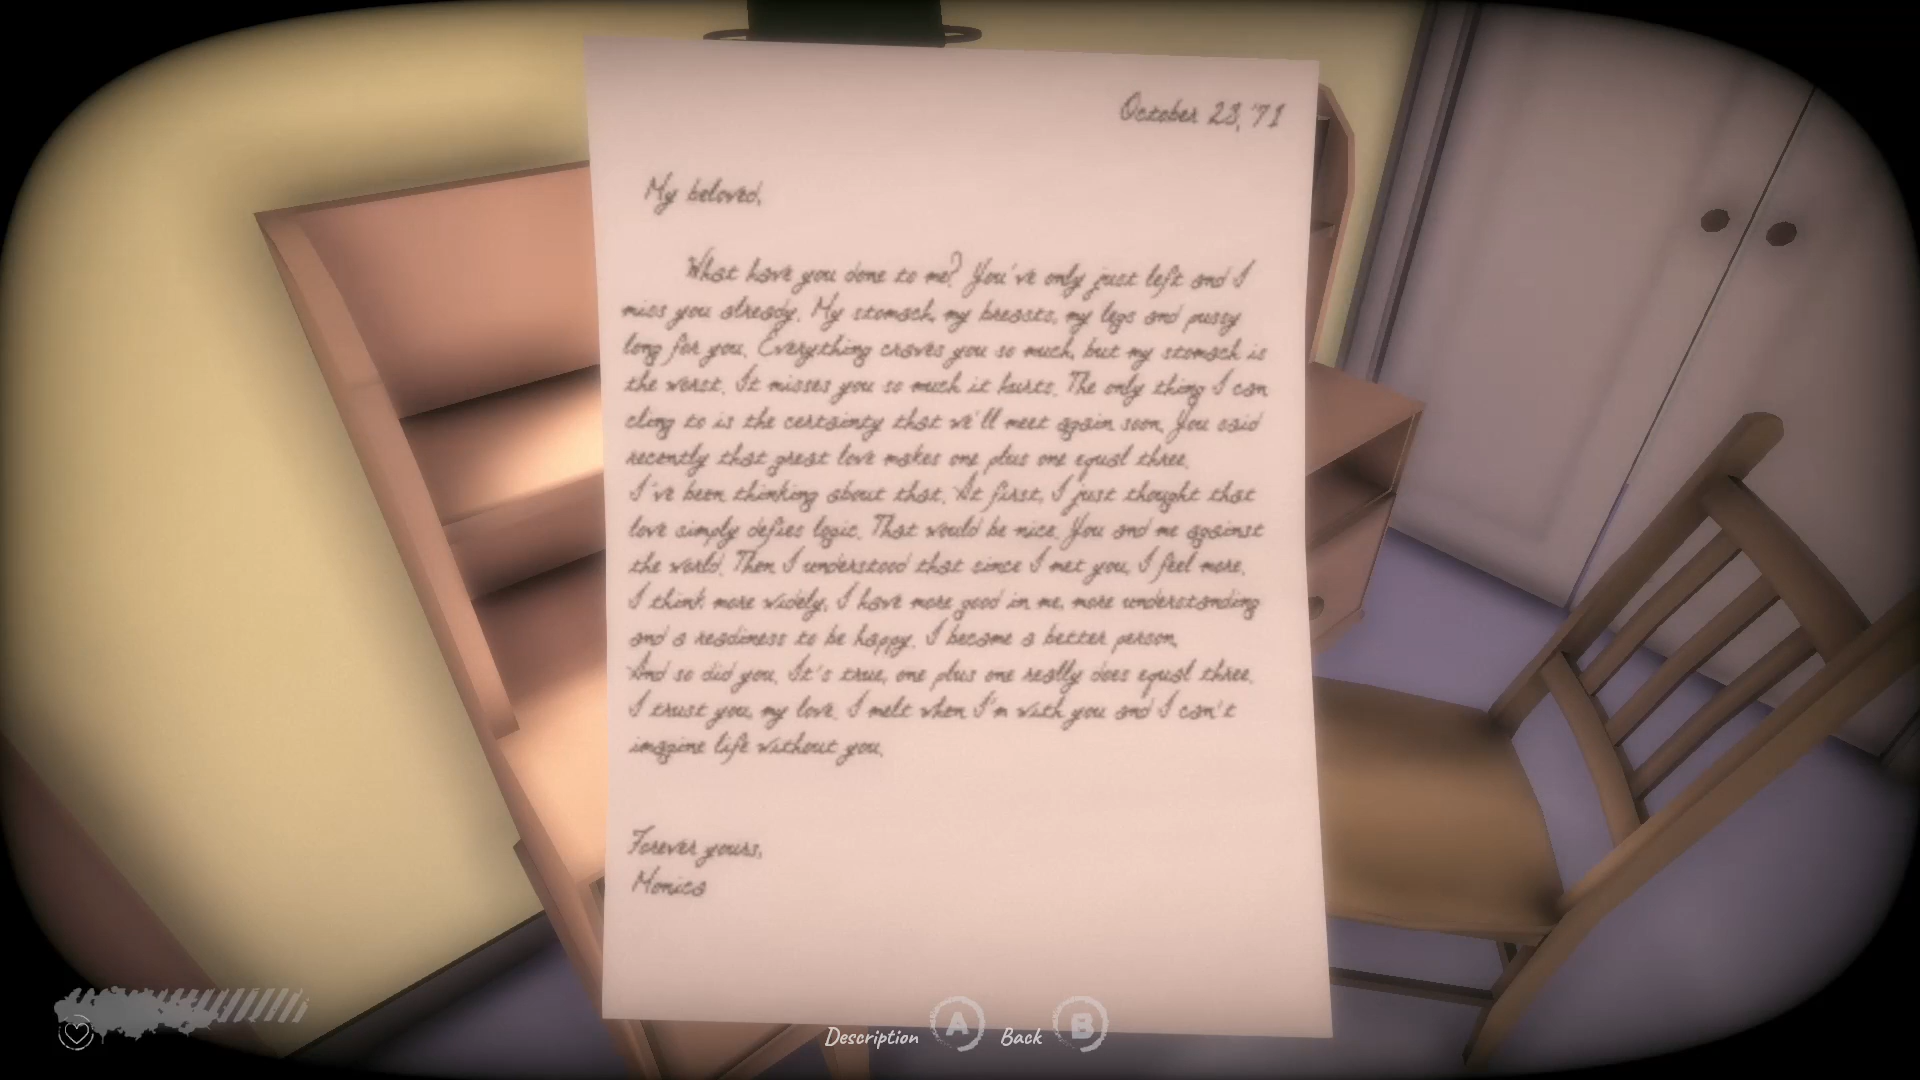 October 23, '71
My beloved,
What have you done to me? You've only just left and I
miss you already. My stomach, my breasts, my legs and pussy
long for you. Everything craves you so much, but my stomach is
the worst. It misses you so much it hurts. The only thing I can
cling to is the certainty that we'll meet again soon. You said
recently that great love makes one plus one equal three.
I've been thinking about that. At first, I just thought that
love simply defies logic. That would be nice. You and me against
the world. Then I understood that since I met you, I feel more,
I think more widely, I have more good in me, more understanding
and a readiness to be happy. I became a better person.
And so did you. It's true, one plus one really does equal three.
I trust you, my love. I melt when I'm with you and I can't
imagine life without you.
Forever yours,
Monica
Description A Back B